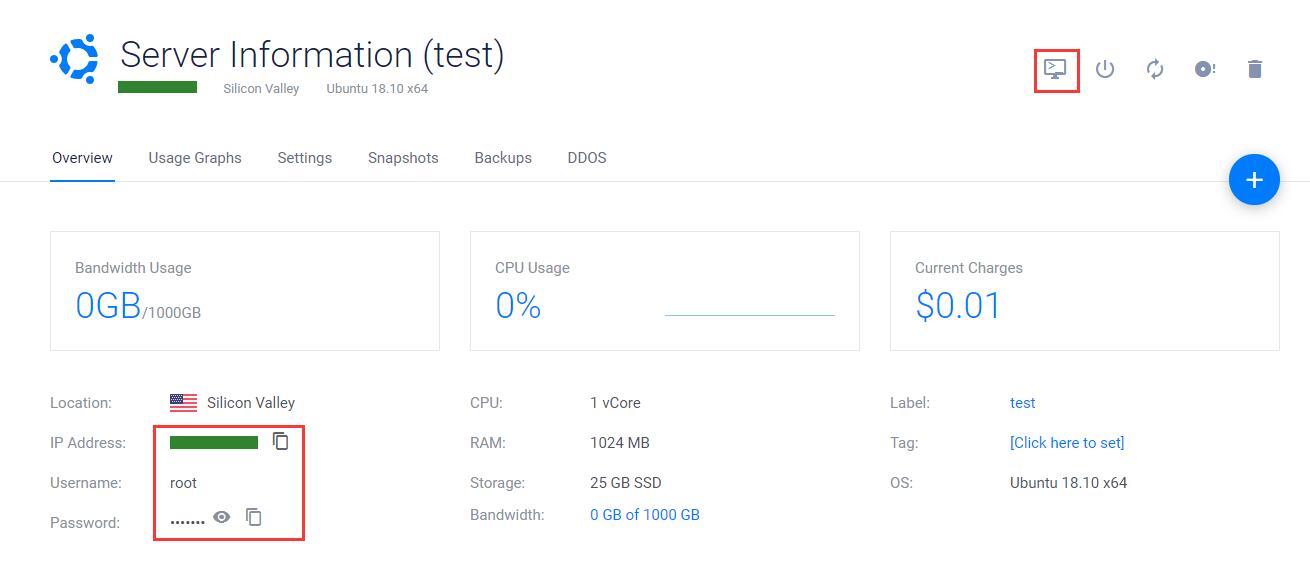 Server Information (test)
Silicon Valley Ubuntu 18.10 x64
Overview Usage Graphs Settings Snapshots Backups DDOS
Bandwidth Usage
0GB/1000GB
CPU Usage
0%
Current Charges
$0.01
Location: Silicon Valley
IP Address:
Username: root
Password: .......
CPU: 1 vCore
RAM: 1024 MB
Storage: 25 GB SSD
Bandwidth: 0 GB of 1000 GB
Label: test
Tag: [Click here to set]
OS: Ubuntu 18.10 x64